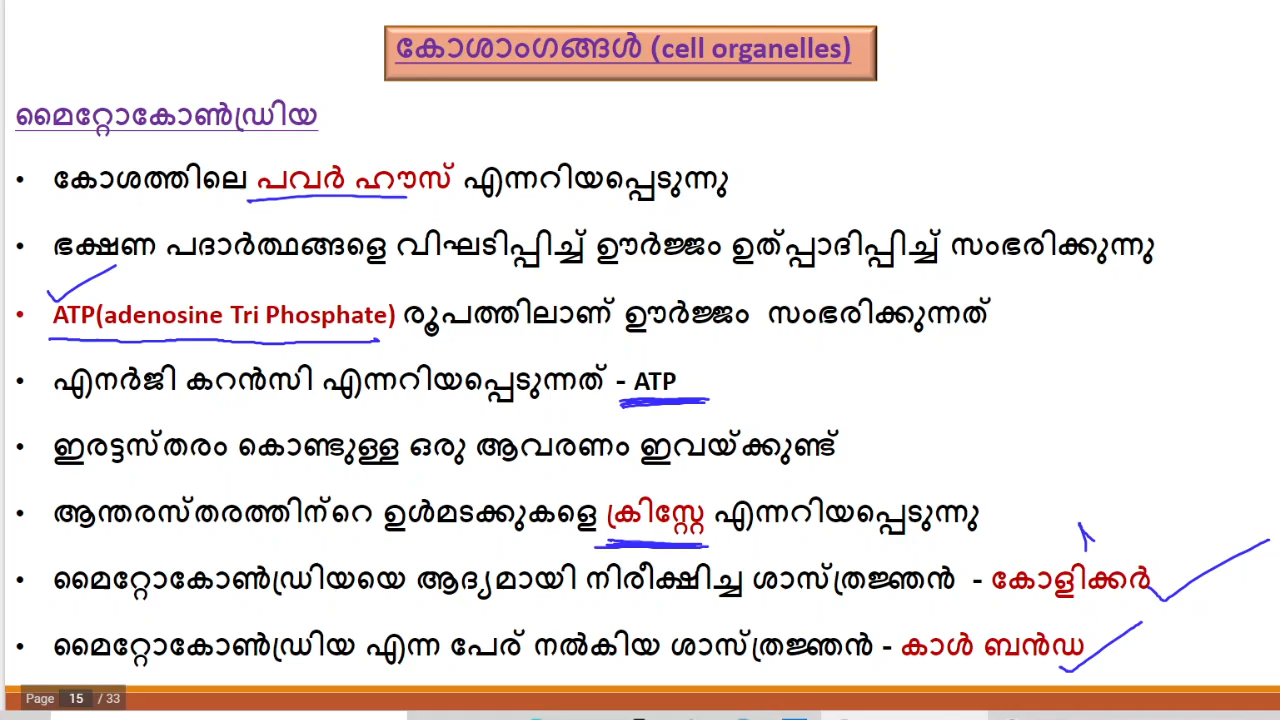 കോശാംഗങ്ങൾ (cell organelles)
മൈറ്റോകോൺഡ്രിയ
• കോശത്തിലെ പവർ ഹൗസ് എന്നറിയപ്പെടുന്നു
• ഭക്ഷണ പദാർത്ഥങ്ങളെ വിഘടിപ്പിച്ച് ഊർജ്ജം ഉത്പ്പാദിപ്പിച്ച് സംഭരിക്കുന്നു
• ATP(adenosine Tri Phosphate) രൂപത്തിലാണ് ഊർജ്ജം സംഭരിക്കുന്നത്
• എനർജി കറൻസി എന്നറിയപ്പെടുന്നത് - ATP
• ഇരട്ടസ്തരം കൊണ്ടുള്ള ഒരു ആവരണം ഇവയ്ക്കുണ്ട്
• ആന്തരസ്തരത്തിന്റെ ഉൾമടക്കുകളെ ക്രിസ്റ്റേ എന്നറിയപ്പെടുന്നു
• മൈറ്റോകോൺഡ്രിയയെ ആദ്യമായി നിരീക്ഷിച്ച ശാസ്ത്രജ്ഞൻ - കോളിക്കർ
• മൈറ്റോകോൺഡ്രിയ എന്ന പേര് നൽകിയ ശാസ്ത്രജ്ഞൻ - കാൾ ബൻഡ
Page 15 / 33